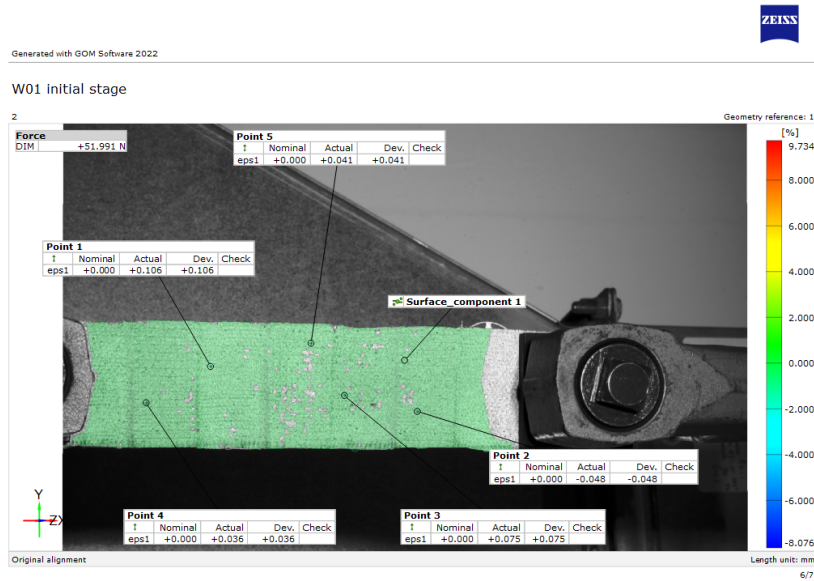 ZEISS
Generated with GOM Software 2022
W01 initial stage
2
Geometry reference: 1
[%]
Force
DIM +51.991 N
Point 5
Nominal Actual Dev. Check
eps1 +0.000 +0.041 +0.041
9.734
8.000
6.000
4.000
2.000
0.000
-2.000
-4.000
-6.000
-8.076
Point 1
Nominal Actual Dev. Check
eps1 +0.000 +0.106 +0.106
Surface_component 1
Point 2
Nominal Actual Dev. Check
eps1 +0.000 -0.048 -0.048
Y
ZX
Point 4
Nominal Actual Dev. Check
eps1 +0.000 +0.036 +0.036
Point 3
Nominal Actual Dev. Check
eps1 +0.000 +0.075 +0.075
Original alignment
Length unit: mm
6/7